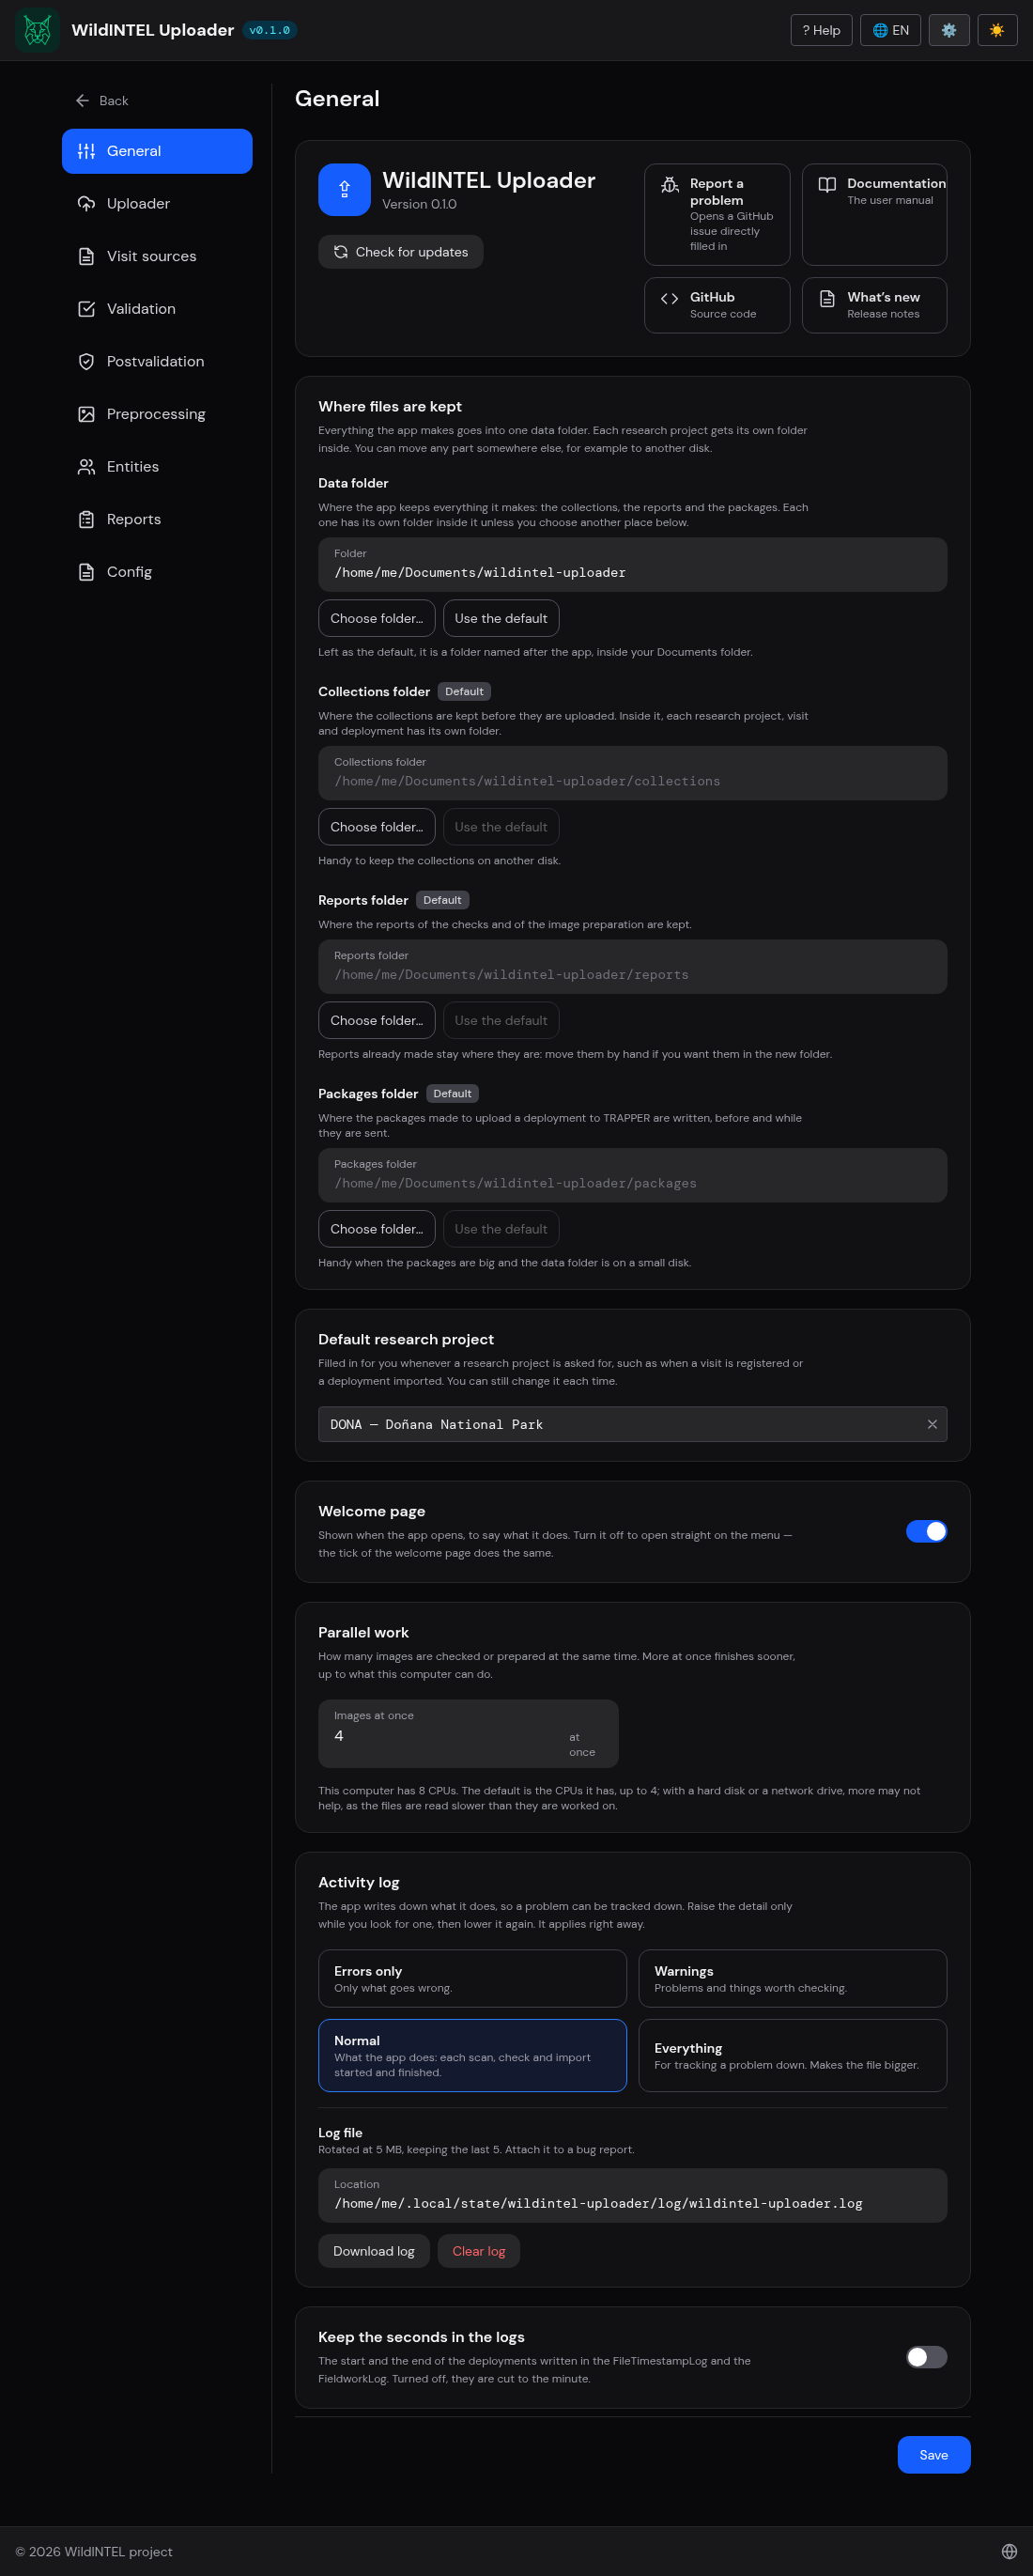 WildINTEL Uploader v0.1.0
? Help
EN
Back
General
Uploader
Visit sources
Validation
Postvalidation
Preprocessing
Entities
Reports
Config
General
WildINTEL Uploader
Version 0.1.0
Check for updates
Report a
problem
Opens a GitHub
issue directly
filled in
Documentation
The user manual
GitHub
Source code
What's new
Release notes
Where files are kept
Everything the app makes goes into one data folder. Each research project gets its own folder
inside. You can move any part somewhere else, for example to another disk.
Data folder
Where the app keeps everything it makes: the collections, the reports and the packages. Each
one has its own folder inside it unless you choose another place below.
Folder
/home/me/Documents/wildintel-uploader
Choose folder… Use the default
Left as the default, it is a folder named after the app, inside your Documents folder.
Collections folder Default
Where the collections are kept before they are uploaded. Inside it, each research project, visit
and deployment has its own folder.
Collections folder
/home/me/Documents/wildintel-uploader/collections
Choose folder… Use the default
Handy to keep the collections on another disk.
Reports folder Default
Where the reports of the checks and of the image preparation are kept.
Reports folder
/home/me/Documents/wildintel-uploader/reports
Choose folder… Use the default
Reports already made stay where they are: move them by hand if you want them in the new folder.
Packages folder Default
Where the packages made to upload a deployment to TRAPPER are written, before and while
they are sent.
Packages folder
/home/me/Documents/wildintel-uploader/packages
Choose folder… Use the default
Handy when the packages are big and the data folder is on a small disk.
Default research project
Filled in for you whenever a research project is asked for, such as when a visit is registered or
a deployment imported. You can still change it each time.
DONA — Doñana National Park
Welcome page
Shown when the app opens, to say what it does. Turn it off to open straight on the menu —
the tick of the welcome page does the same.
Parallel work
How many images are checked or prepared at the same time. More at once finishes sooner,
up to what this computer can do.
Images at once
4
at
once
This computer has 8 CPUs. The default is the CPUs it has, up to 4; with a hard disk or a network drive, more may not
help, as the files are read slower than they are worked on.
Activity log
The app writes down what it does, so a problem can be tracked down. Raise the detail only
while you look for one, then lower it again. It applies right away.
Errors only
Only what goes wrong.
Warnings
Problems and things worth checking.
Normal
What the app does: each scan, check and import
started and finished.
Everything
For tracking a problem down. Makes the file bigger.
Log file
Rotated at 5 MB, keeping the last 5. Attach it to a bug report.
Location
/home/me/.local/state/wildintel-uploader/log/wildintel-uploader.log
Download log Clear log
Keep the seconds in the logs
The start and the end of the deployments written in the FileTimestampLog and the
FieldworkLog. Turned off, they are cut to the minute.
Save
© 2026 WildINTEL project